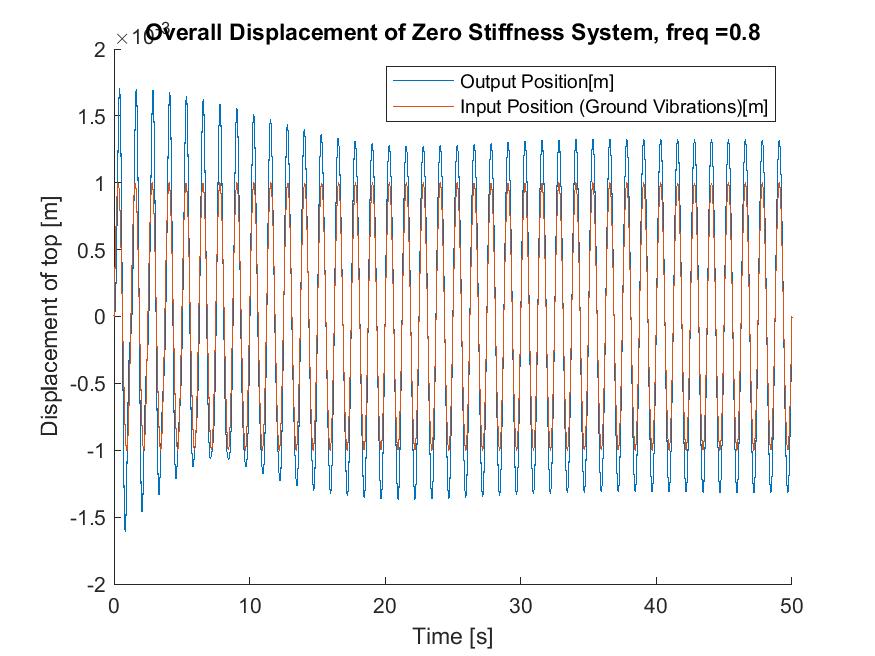 ×10⁻³
Overall Displacement of Zero Stiffness System, freq =0.8
Output Position[m]
Input Position (Ground Vibrations)[m]
2
1.5
1
0.5
0
-0.5
-1
-1.5
-2
Displacement of top [m]
0 10 20 30 40 50
Time [s]